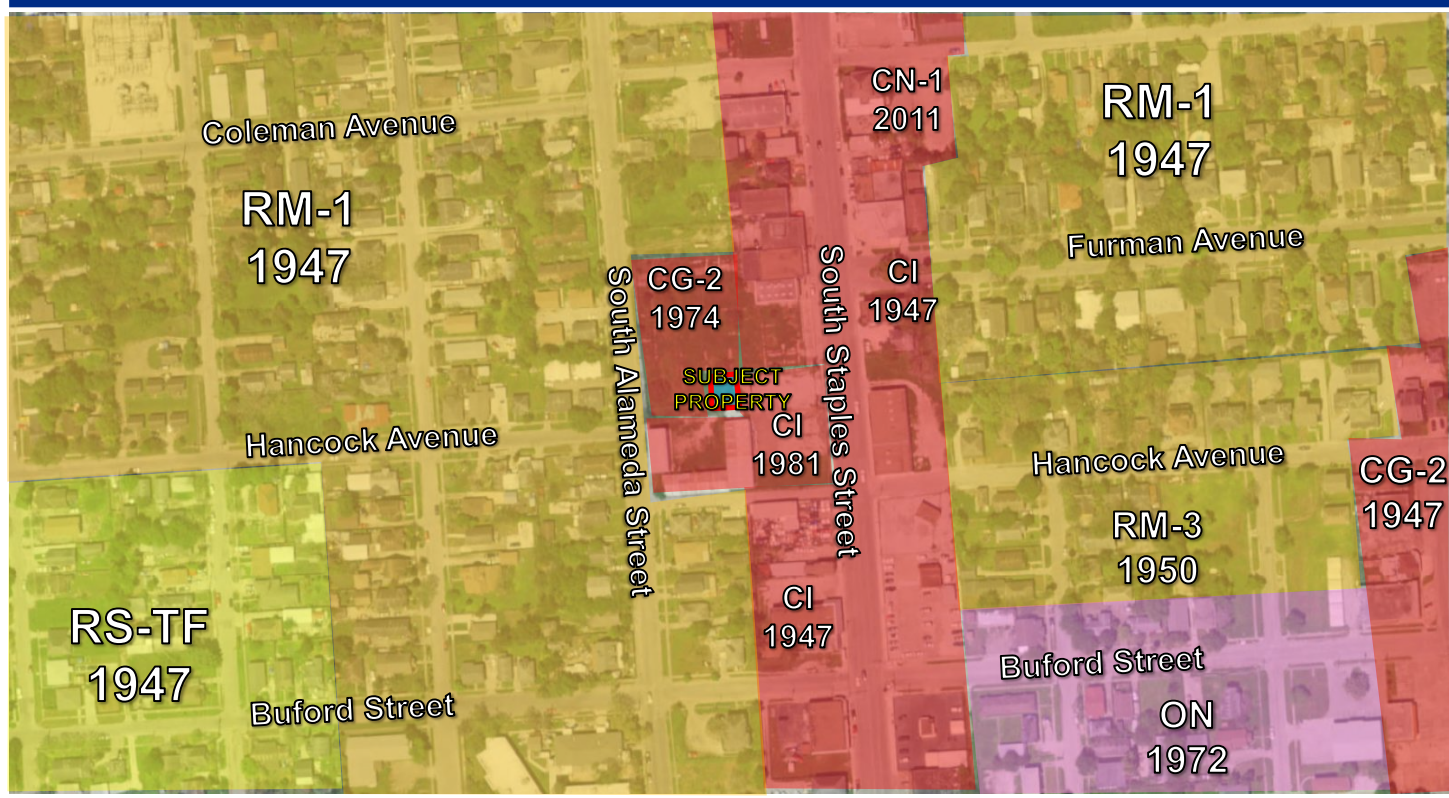 CN-1
2011
RM-1
1947
Coleman Avenue
RM-1
1947
Furman Avenue
CG-2
1974
CI
1947
South Alameda Street
South Staples Street
SUBJECT
PROPERTY
CI
1981
Hancock Avenue
Hancock Avenue
CG-2
1947
RM-3
1950
CI
1947
RS-TF
1947
Buford Street
Buford Street
ON
1972